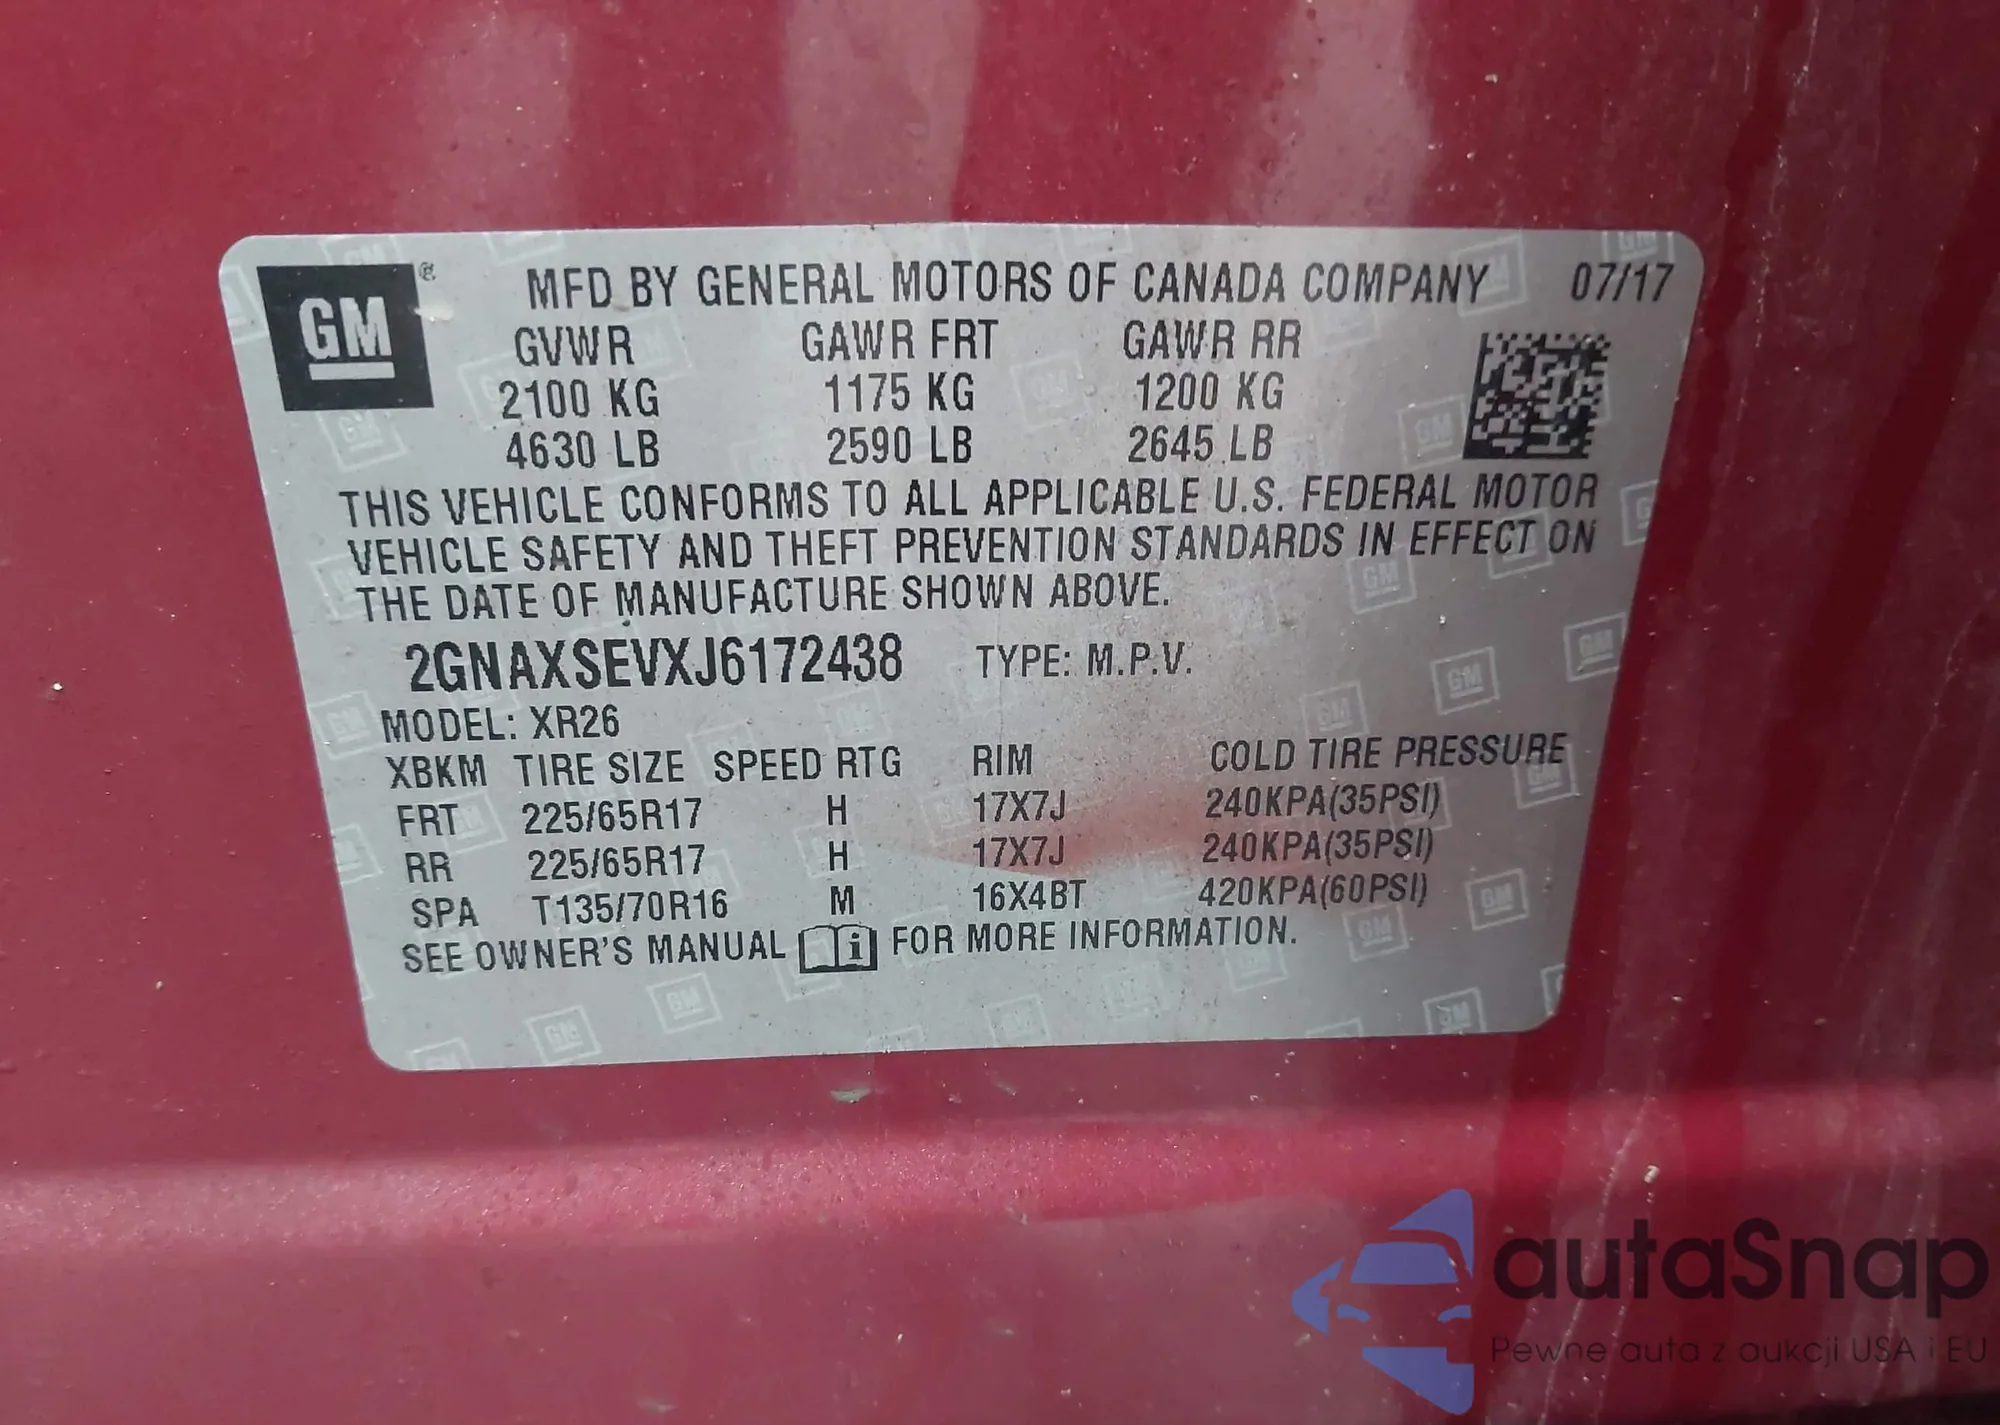 GM ® MFD BY GENERAL MOTORS OF CANADA COMPANY 07/17
GVWR GAWR FRT GAWR RR
2100 KG 1175 KG 1200 KG
4630 LB 2590 LB 2645 LB
THIS VEHICLE CONFORMS TO ALL APPLICABLE U.S. FEDERAL MOTOR
VEHICLE SAFETY AND THEFT PREVENTION STANDARDS IN EFFECT ON
THE DATE OF MANUFACTURE SHOWN ABOVE.
2GNAXSEVXJ6172438 TYPE: M.P.V.
MODEL: XR26
XBKM TIRE SIZE SPEED RTG RIM COLD TIRE PRESSURE
FRT 225/65R17 H 17X7J 240KPA(35PSI)
RR 225/65R17 H 17X7J 240KPA(35PSI)
SPA T135/70R16 M 16X4BT 420KPA(60PSI)
SEE OWNER'S MANUAL i FOR MORE INFORMATION.
autaSnap
Pewne auta z aukcji USA i EU